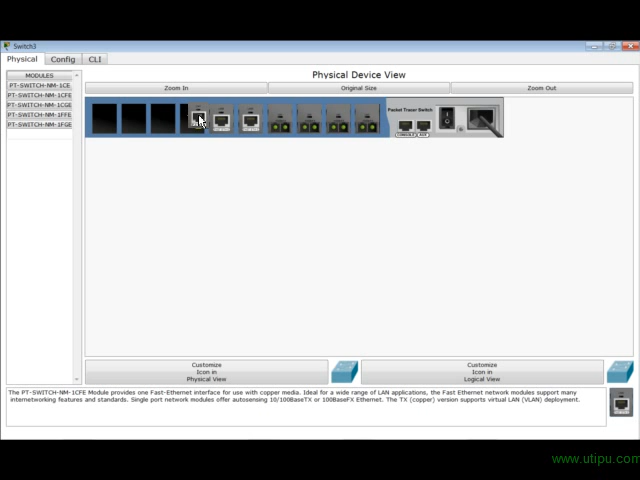 Switch3
Physical Config CLI
MODULES
PT-SWITCH-NM-1CE
PT-SWITCH-NM-1CFE
PT-SWITCH-NM-1CGE
PT-SWITCH-NM-1FFE
PT-SWITCH-NM-1FGE
Physical Device View
Zoom In Original Size Zoom Out
Packet Tracer Switch
CONSOLE AUX
Customize
Icon in
Physical View
Customize
Icon in
Logical View
The PT-SWITCH-NM-1CFE Module provides one Fast-Ethernet interface for use with copper media. Ideal for a wide range of LAN applications, the Fast Ethernet network modules support many
internetworking features and standards. Single port network modules offer autosensing 10/100BaseTX or 100BaseFX Ethernet. The TX (copper) version supports virtual LAN (VLAN) deployment.
www.utipu.com